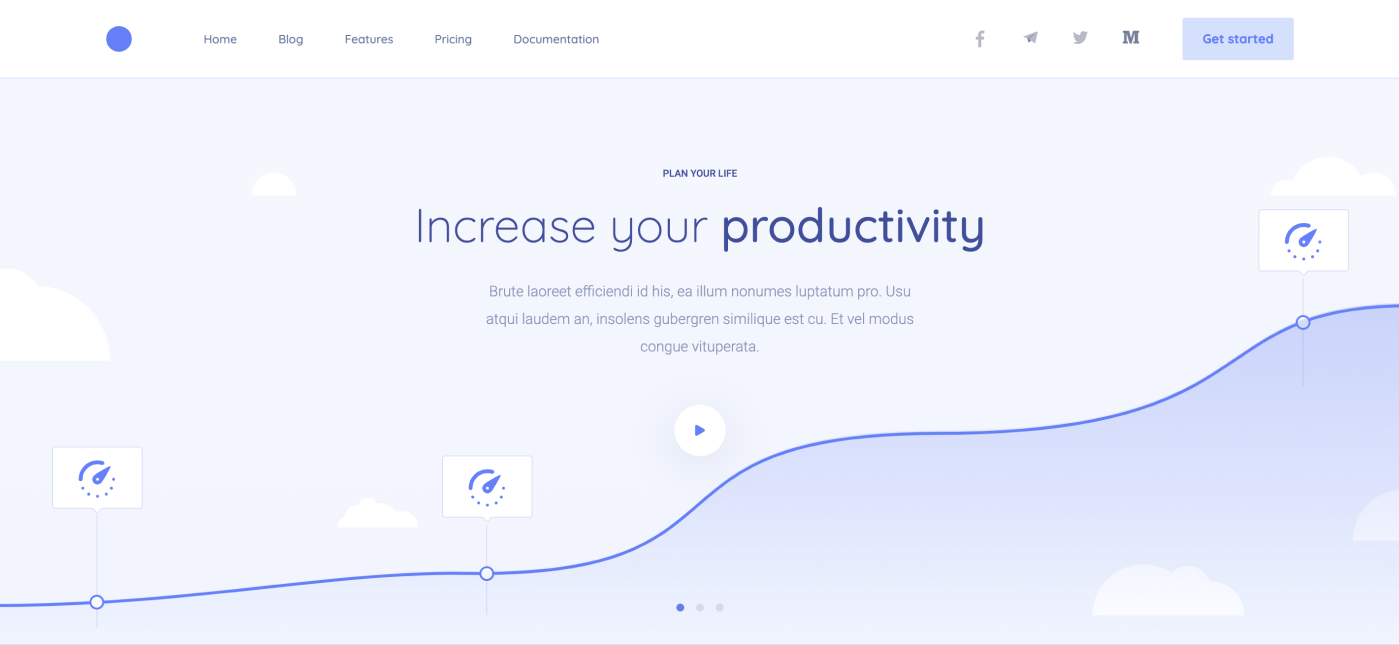 Home Blog Features Pricing Documentation M Get started
PLAN YOUR LIFE
Increase your productivity
Brute laoreet efficiendi id his, ea illum nonumes luptatum pro. Usu
atqui laudem an, insolens gubergren similique est cu. Et vel modus
congue vituperata.